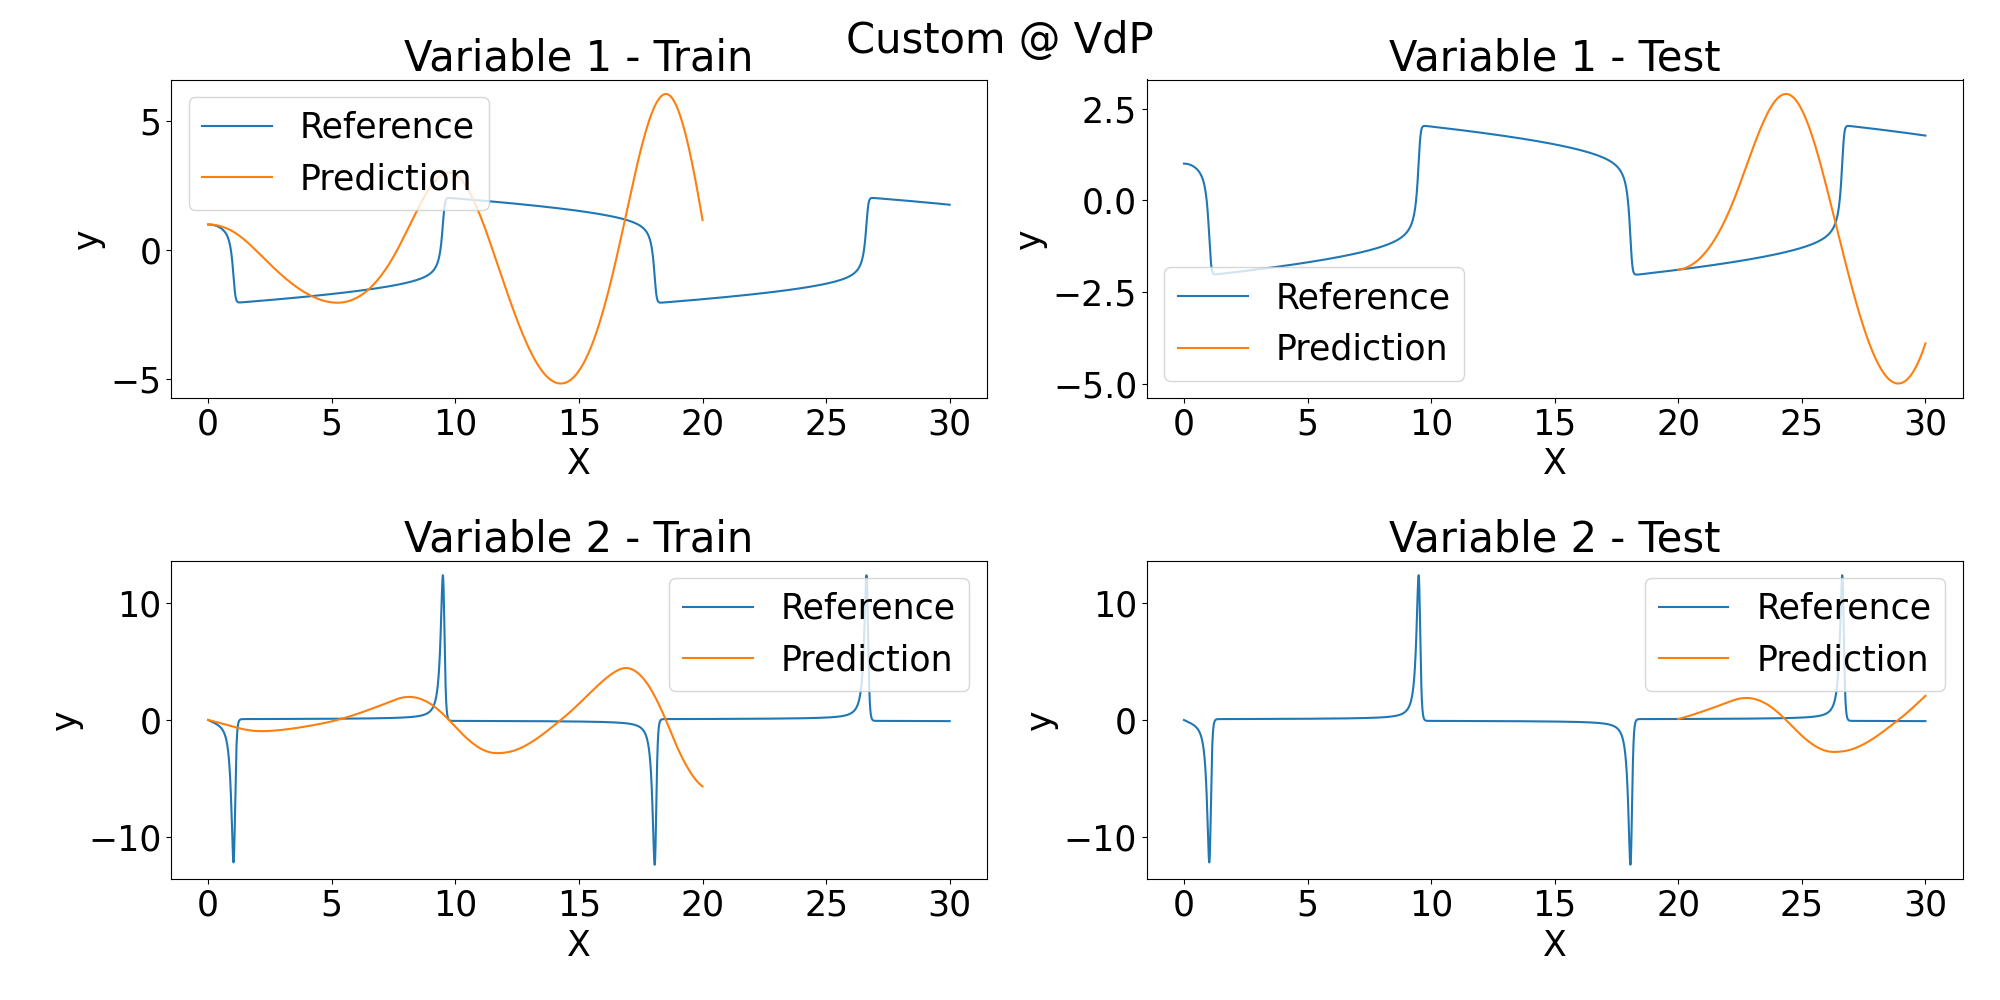 Custom @ VdP
Variable 1 - Train
5
0
−5
y
Reference
Prediction
0 5 10 15 20 25 30
X
Variable 1 - Test
2.5
0.0
−2.5
−5.0
y
Reference
Prediction
0 5 10 15 20 25 30
X
Variable 2 - Train
10
0
−10
y
Reference
Prediction
0 5 10 15 20 25 30
X
Variable 2 - Test
10
0
−10
y
Reference
Prediction
0 5 10 15 20 25 30
X